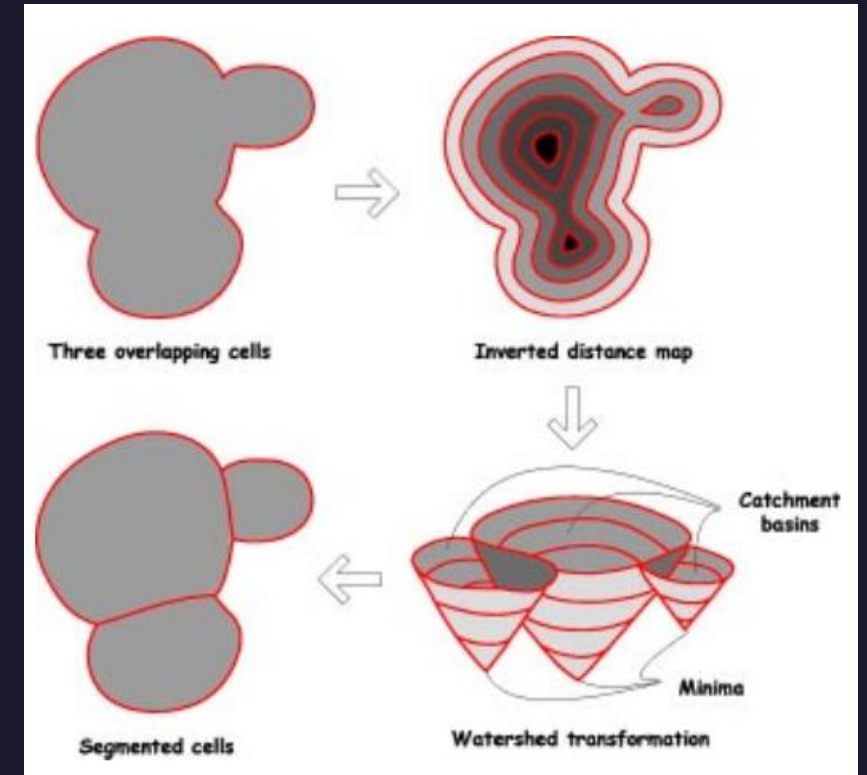 Three overlapping cells
Inverted distance map
Catchment
basins
Minima
Watershed transformation
Segmented cells